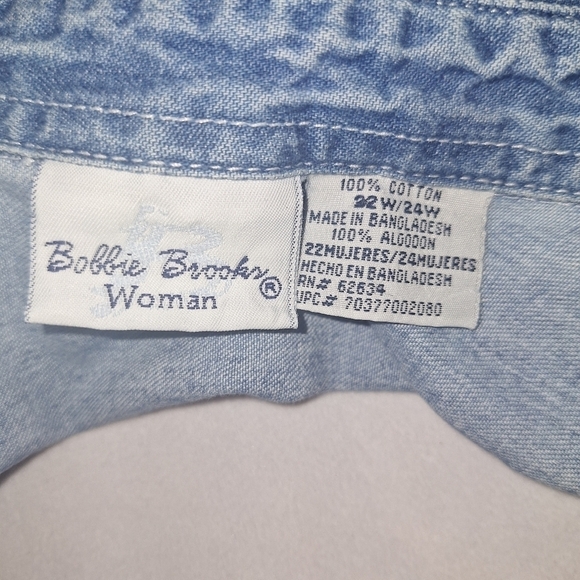 Bobbie Brooks®
Woman
100% COTTON
22W/24W
MADE IN BANGLADESH
100% ALGODON
22MUJERES/24MUJERES
HECHO EN BANGLADESH
RN# 62634
UPC# 70377002080